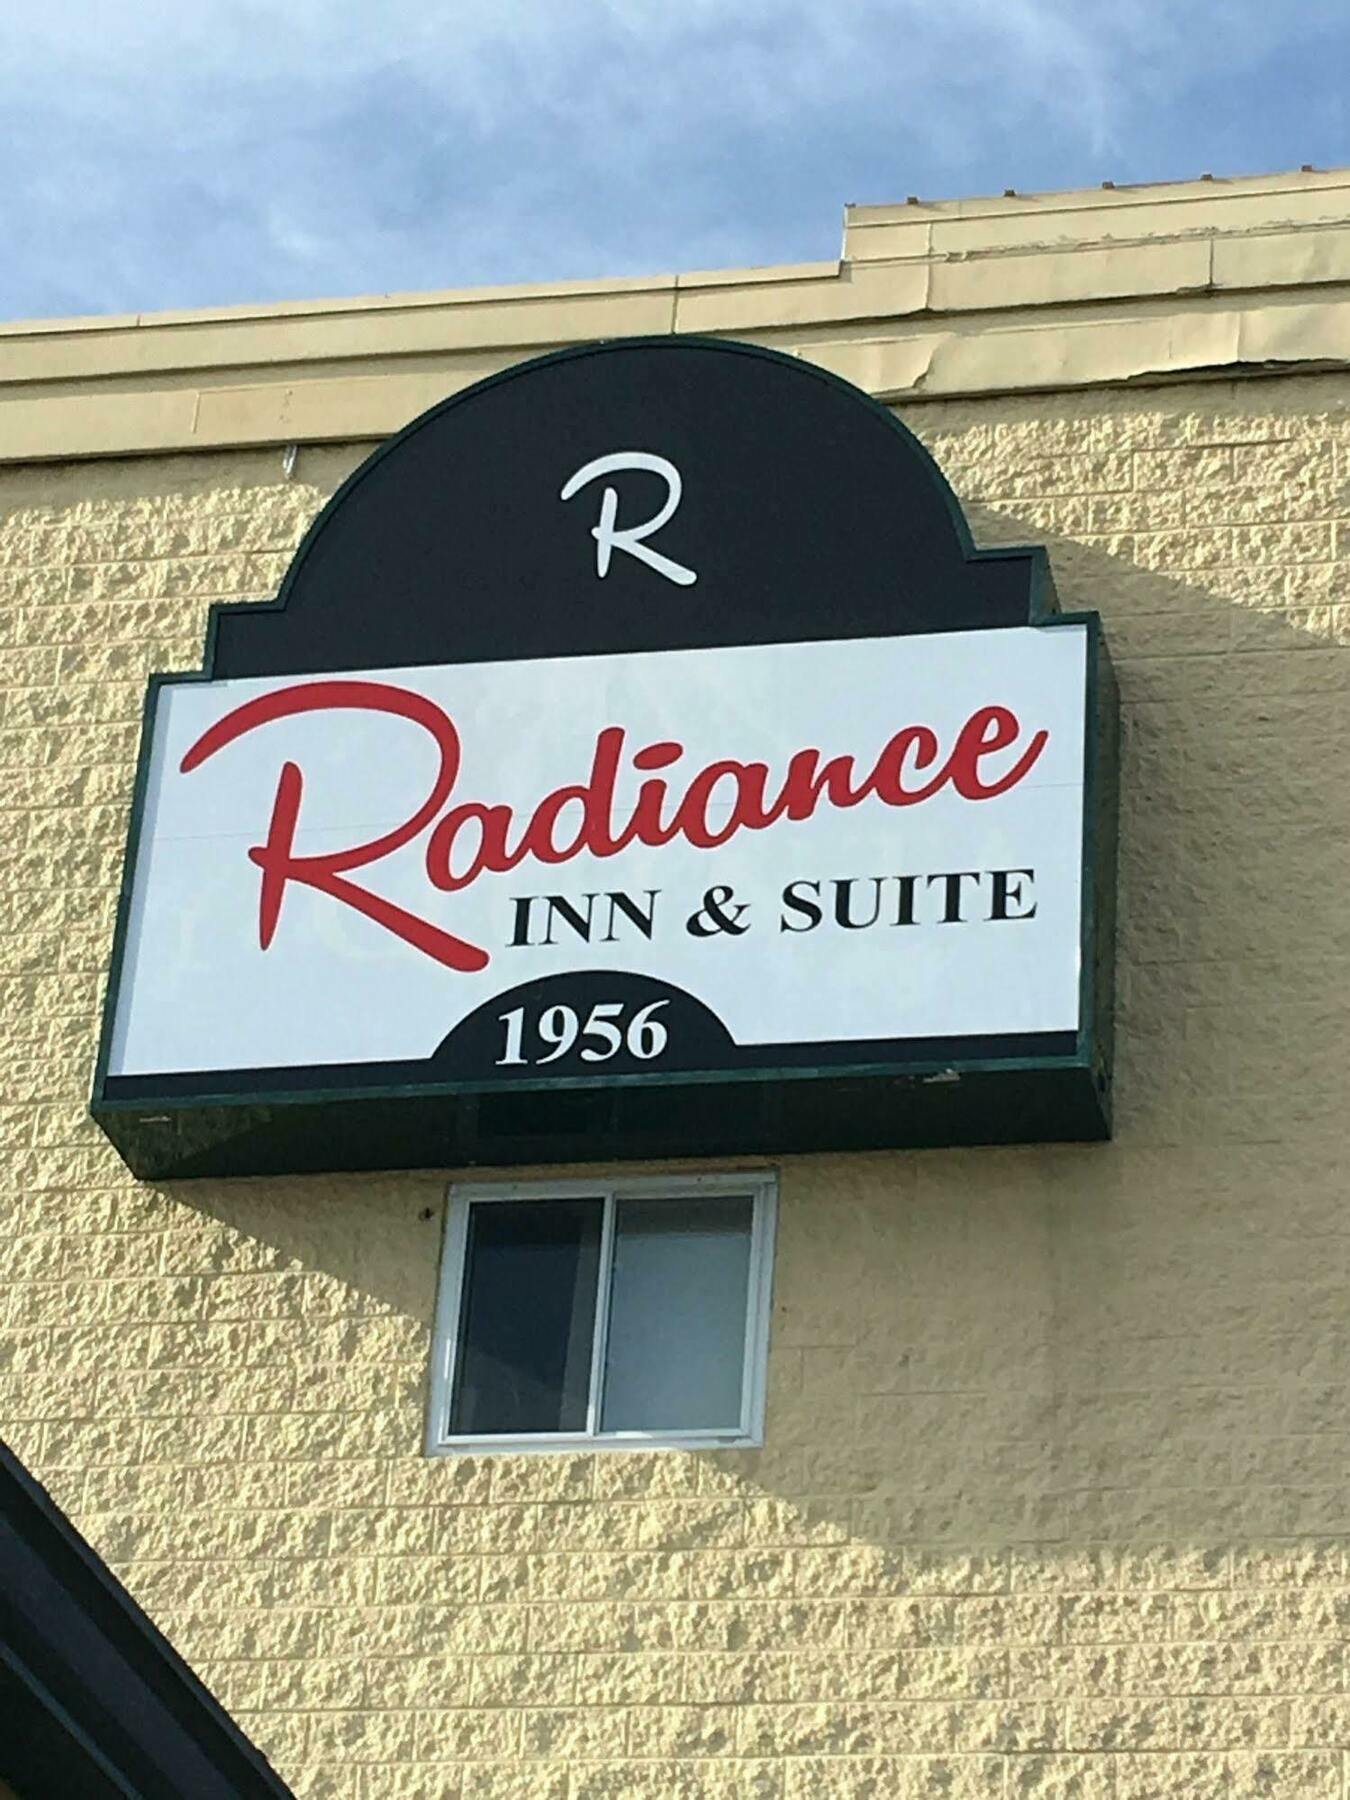 R
Radiance
INN & SUITE
1956